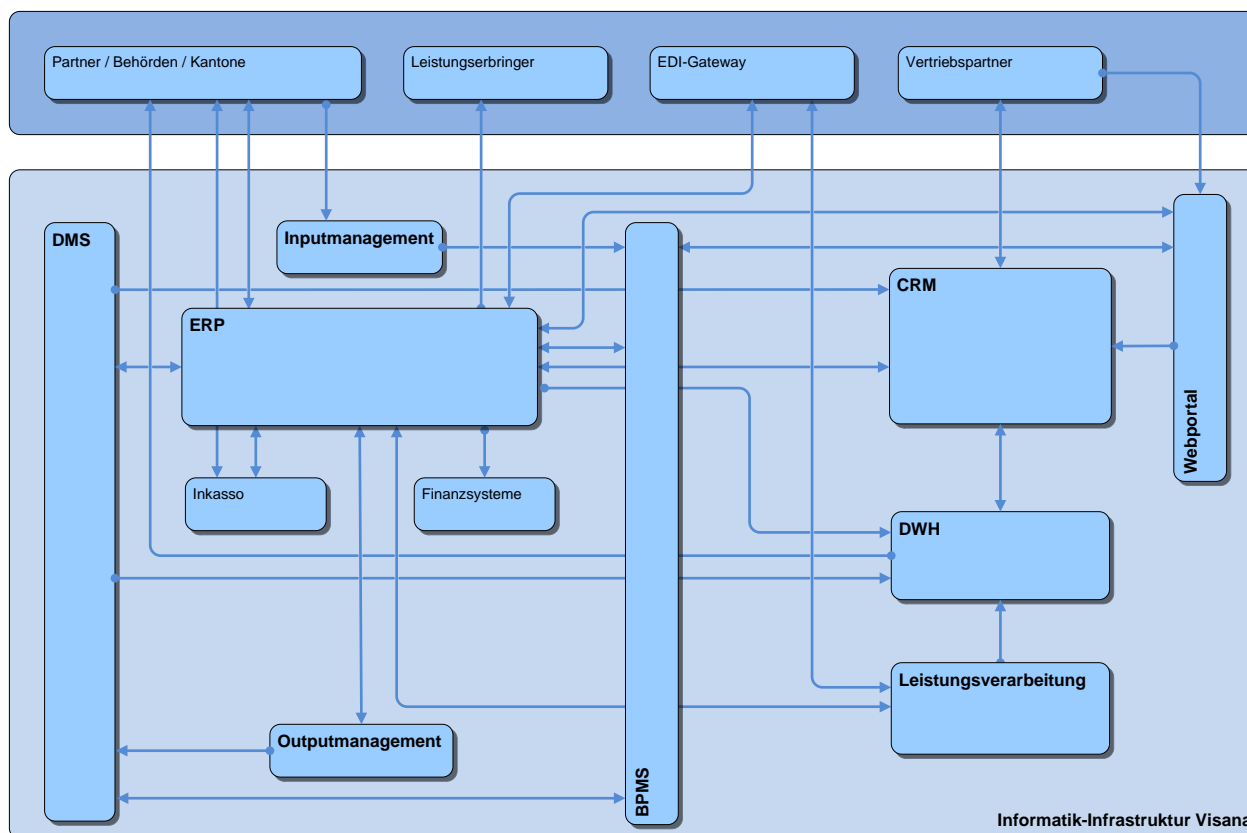 Partner / Behörden / Kantone
Leistungserbringer
EDI-Gateway
Vertriebspartner
DMS
Inputmanagement
BPMS
Webportal
CRM
ERP
Inkasso
Finanzsysteme
DWH
Leistungsverarbeitung
Outputmanagement
Informatik-Infrastruktur Visana